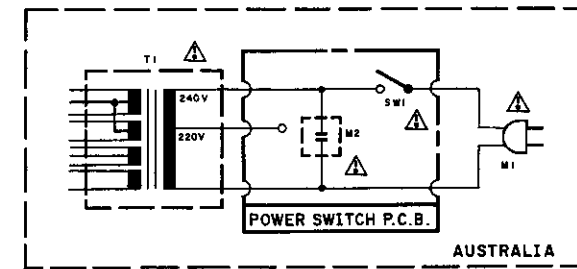 T1
240V
SW1
220V
M2
M1
POWER SWITCH P.C.B.
AUSTRALIA